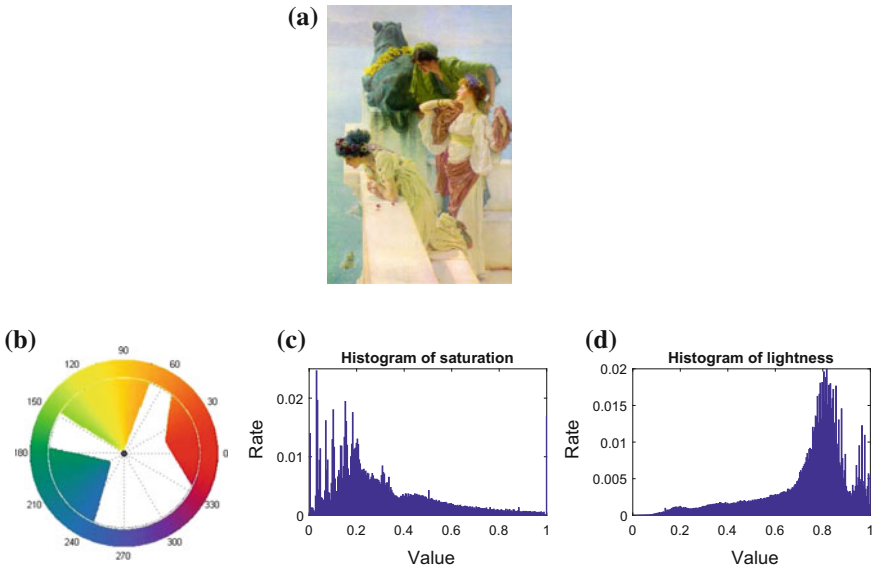 (a)
(b)
90
120
60
150
30
180
0
210
330
240
300
270
(c)
Histogram of saturation
Rate
0.02
0.01
0
0 0.2 0.4 0.6 0.8 1
Value
(d)
Histogram of lightness
Rate
0.02
0.015
0.01
0.005
0
0 0.2 0.4 0.6 0.8 1
Value